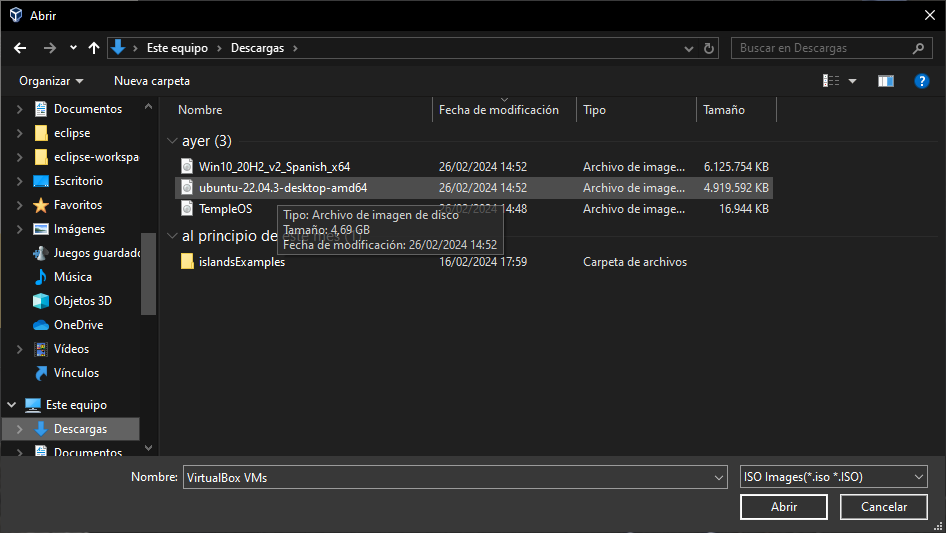 Abrir
Este equipo > Descargas >
Buscar en Descargas
Organizar
Nueva carpeta
Documentos
eclipse
eclipse-workspa
Escritorio
Favoritos
Imágenes
Juegos guardado
Música
Objetos 3D
OneDrive
Vídeos
Vínculos
Este equipo
Descargas
Documentos
Nombre Fecha de modificación Tipo Tamaño
ayer (3)
Win10_20H2_v2_Spanish_x64 26/02/2024 14:52 Archivo de image... 6.125.754 KB
ubuntu-22.04.3-desktop-amd64 26/02/2024 14:52 Archivo de image... 4.919.592 KB
TempleOS 26/02/2024 14:48 Archivo de image... 16.944 KB
Tipo: Archivo de imagen de disco
Tamaño: 4,69 GB
Fecha de modificación: 26/02/2024 14:52
al principio de este mes (1)
islandsExamples 16/02/2024 17:59 Carpeta de archivos
Nombre: VirtualBox VMs
ISO Images(*.iso *.ISO)
Abrir
Cancelar